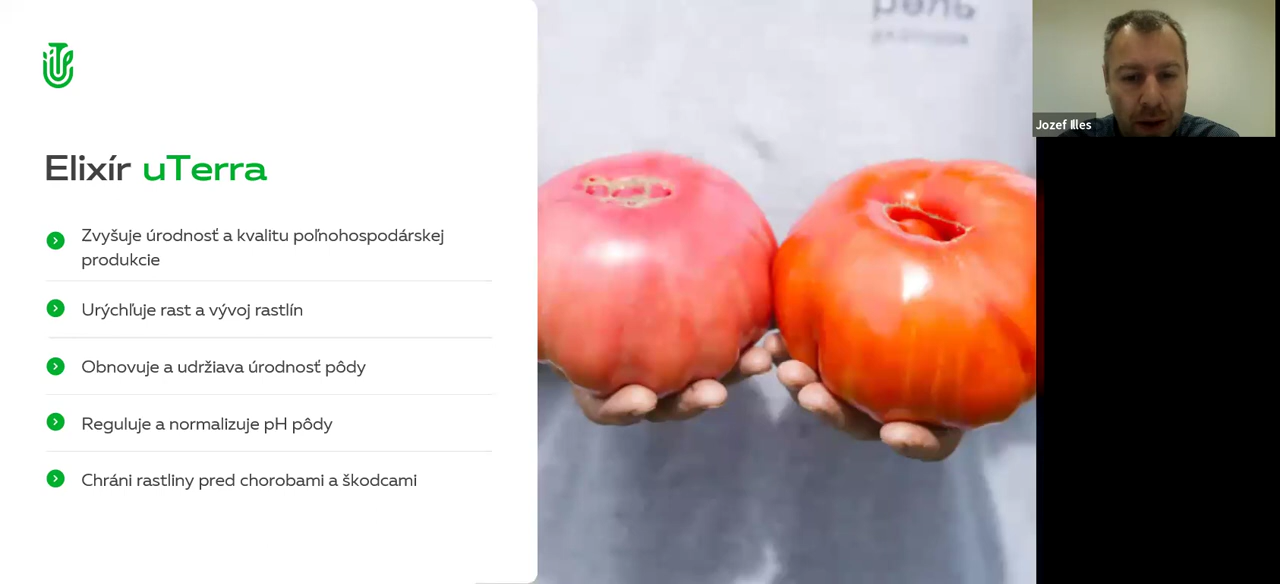 Elixír uTerra
Zvyšuje úrodnosť a kvalitu poľnohospodárskej
produkcie
Urýchľuje rast a vývoj rastlín
Obnovuje a udržiava úrodnosť pôdy
Reguluje a normalizuje pH pôdy
Chráni rastliny pred chorobami a škodcami
Jozef Illes